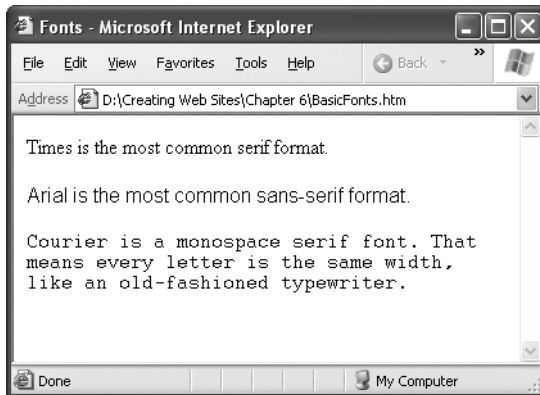 Fonts - Microsoft Internet Explorer
File Edit View Favorites Tools Help Back »
Address D:\Creating Web Sites\Chapter 6\BasicFonts.htm
Times is the most common serif format.
Arial is the most common sans-serif format.
Courier is a monospace serif font. That
means every letter is the same width,
like an old-fashioned typewriter.
Done My Computer